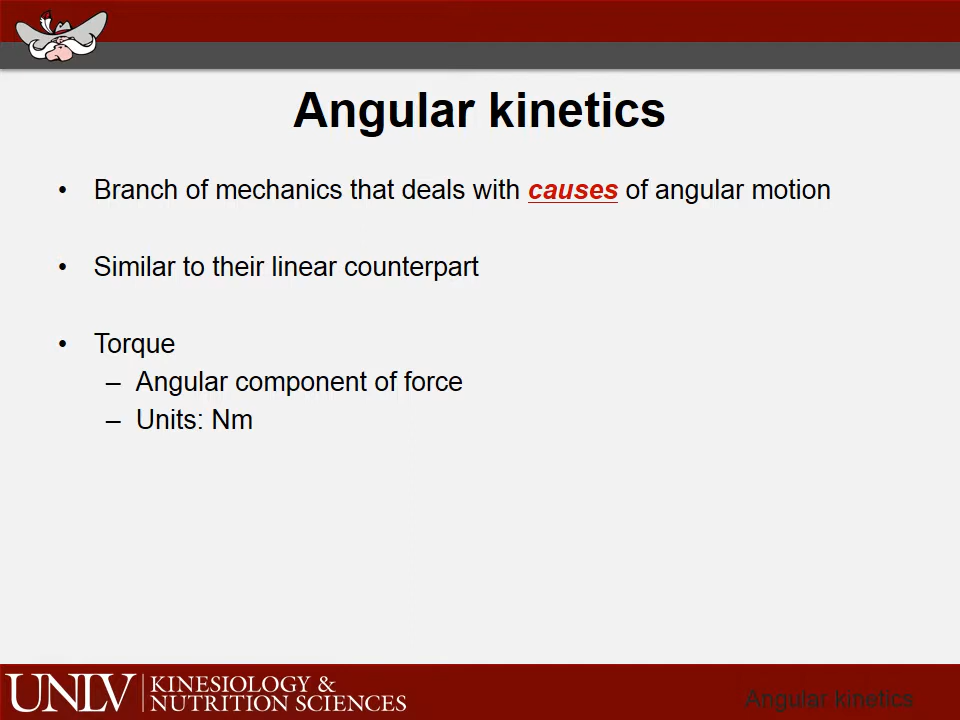 Angular kinetics
• Branch of mechanics that deals with causes of angular motion
• Similar to their linear counterpart
• Torque
– Angular component of force
– Units: Nm
UNLV KINESIOLOGY &
NUTRITION SCIENCES
Angular kinetics